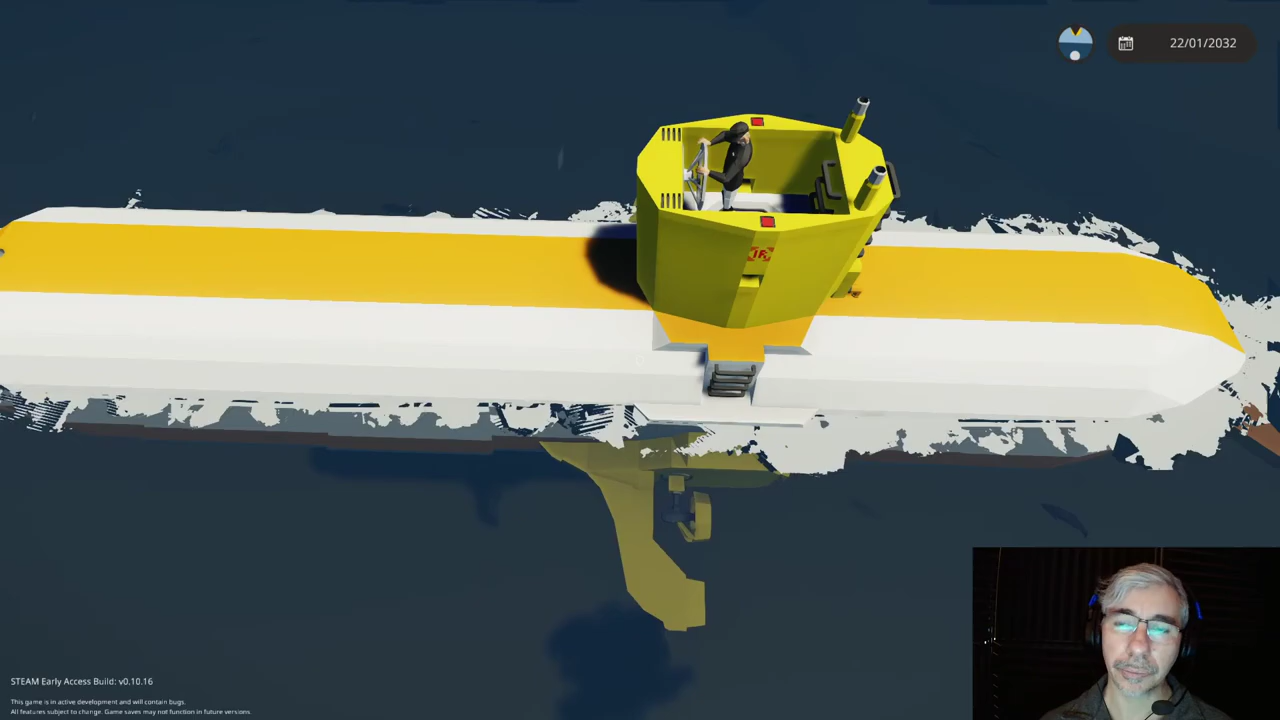 22/01/2032
STEAM Early Access Build: v0.10.16
This game is in active development and will contain bugs.
All features subject to change. Game saves may not function in future versions.